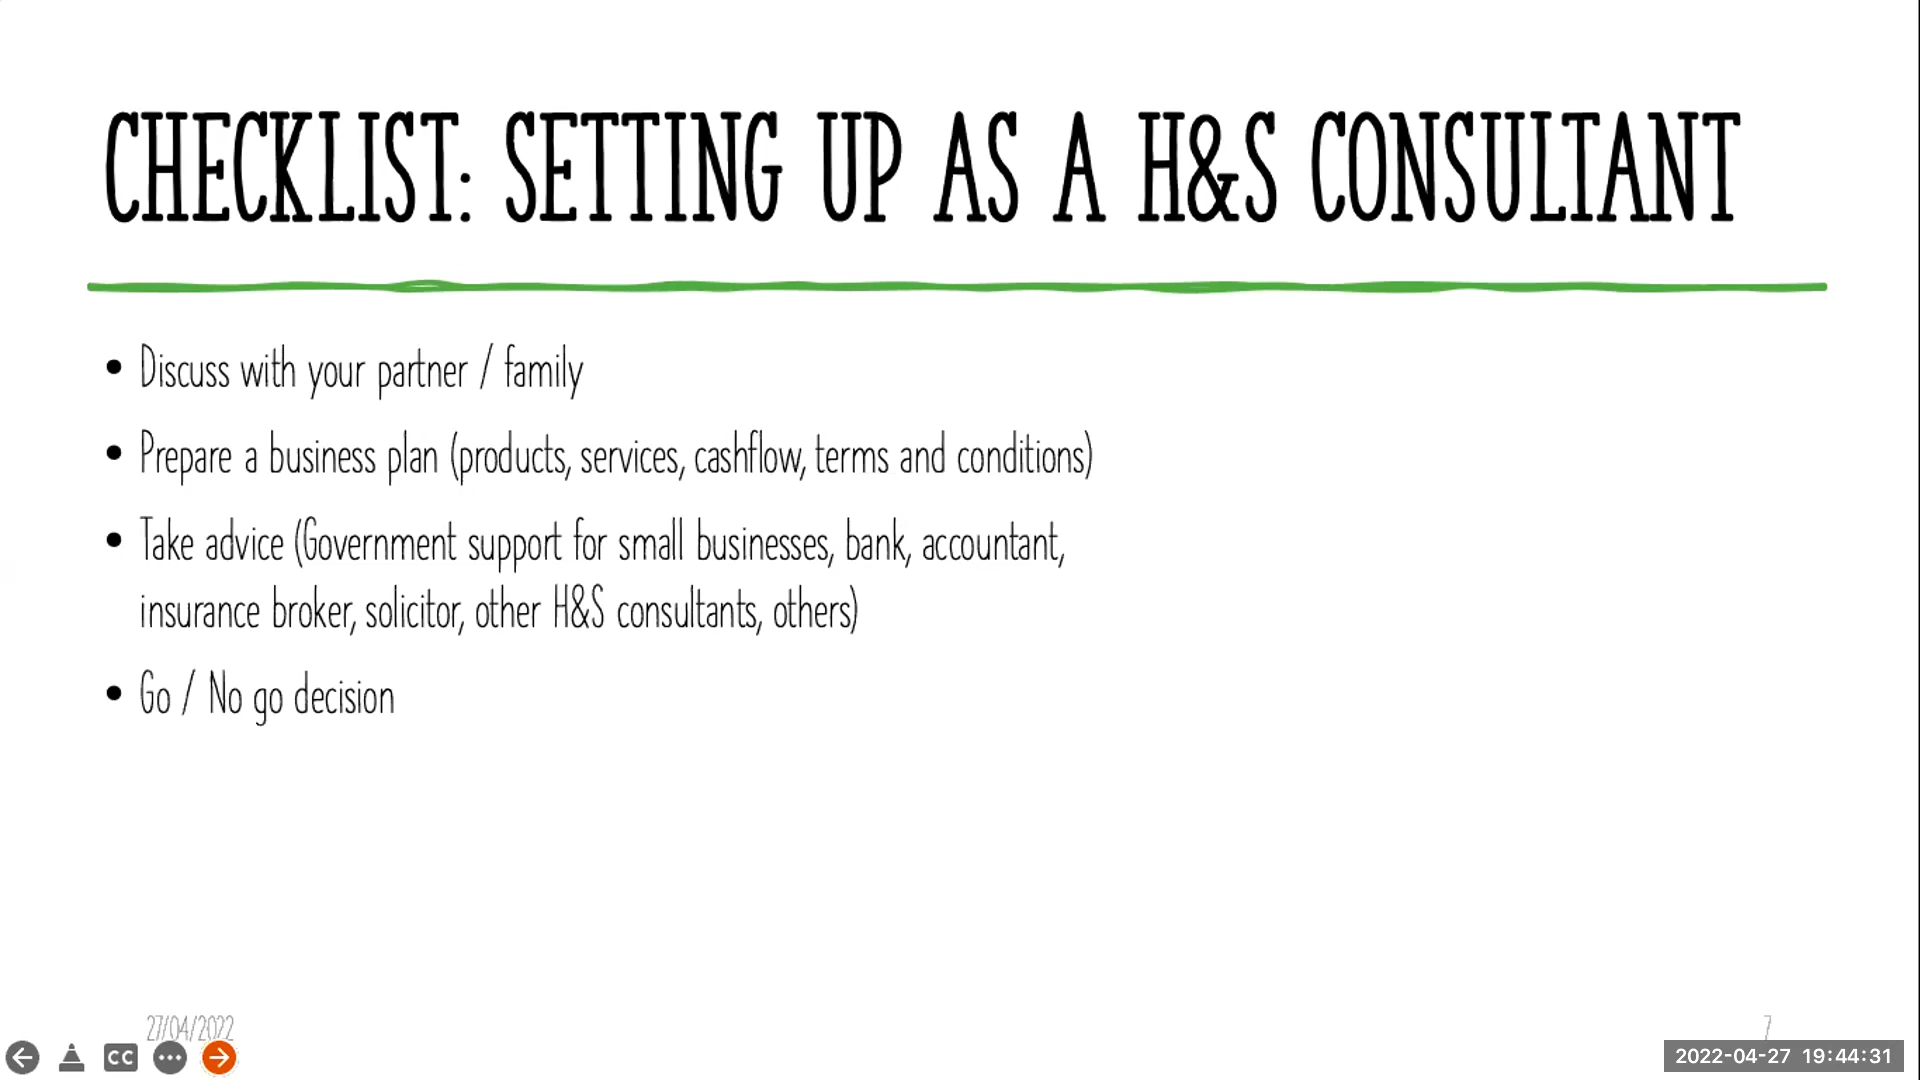 CHECKLIST: SETTING UP AS A H&S CONSULTANT
• Discuss with your partner / family
• Prepare a business plan (products, services, cashflow, terms and conditions)
• Take advice (Government support for small businesses, bank, accountant,
insurance broker, solicitor, other H&S consultants, others)
• Go / No go decision
27/04/2022
7
CC
2022-04-27 19:44:31